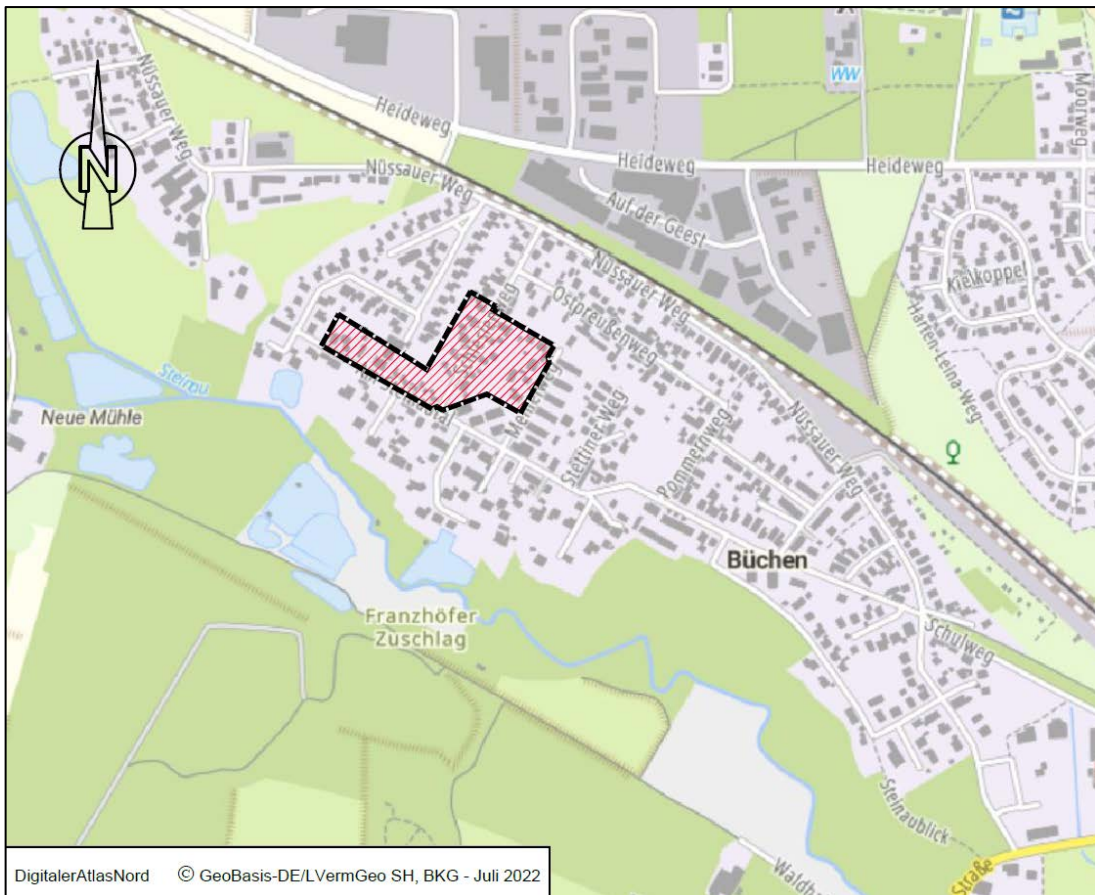 Nüssauer Weg
N
Heideweg
Heideweg
Heideweg
WW
Moorweg
Nüssauer Weg
Auf der Geest
Nüssauer Weg
Kielkoppel
Ostpreußenweg
Harten-Leina-Weg
Steinau
Neue Mühle
Stettiner Weg
Pommernweg
Nüssauer Weg
Büchen
Franzhöfer
Zuschlag
Schulweg
Steinaublick
Straße
DigitalerAtlasNord © GeoBasis-DE/LVermGeo SH, BKG - Juli 2022